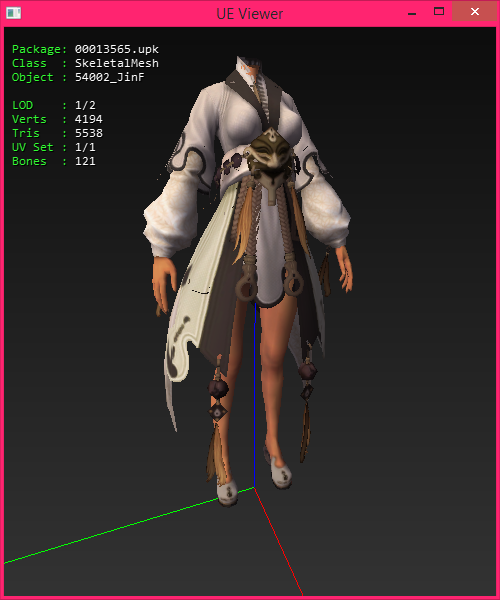 UE Viewer
Package: 00013565.upk
Class : SkeletalMesh
Object : 54002_JinF
LOD : 1/2
Verts : 4194
Tris : 5538
UV Set : 1/1
Bones : 121